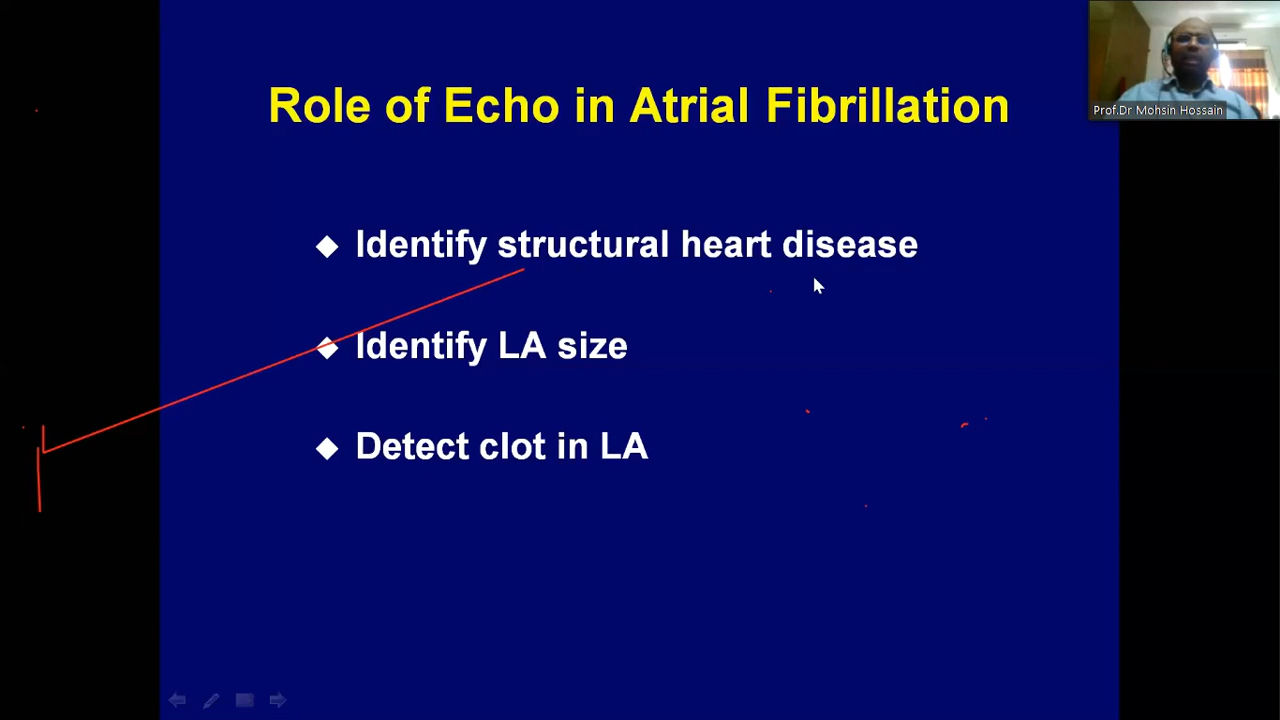 Role of Echo in Atrial Fibrillation
Prof.Dr Mohsin Hossain
Identify structural heart disease
Identify LA size
Detect clot in LA